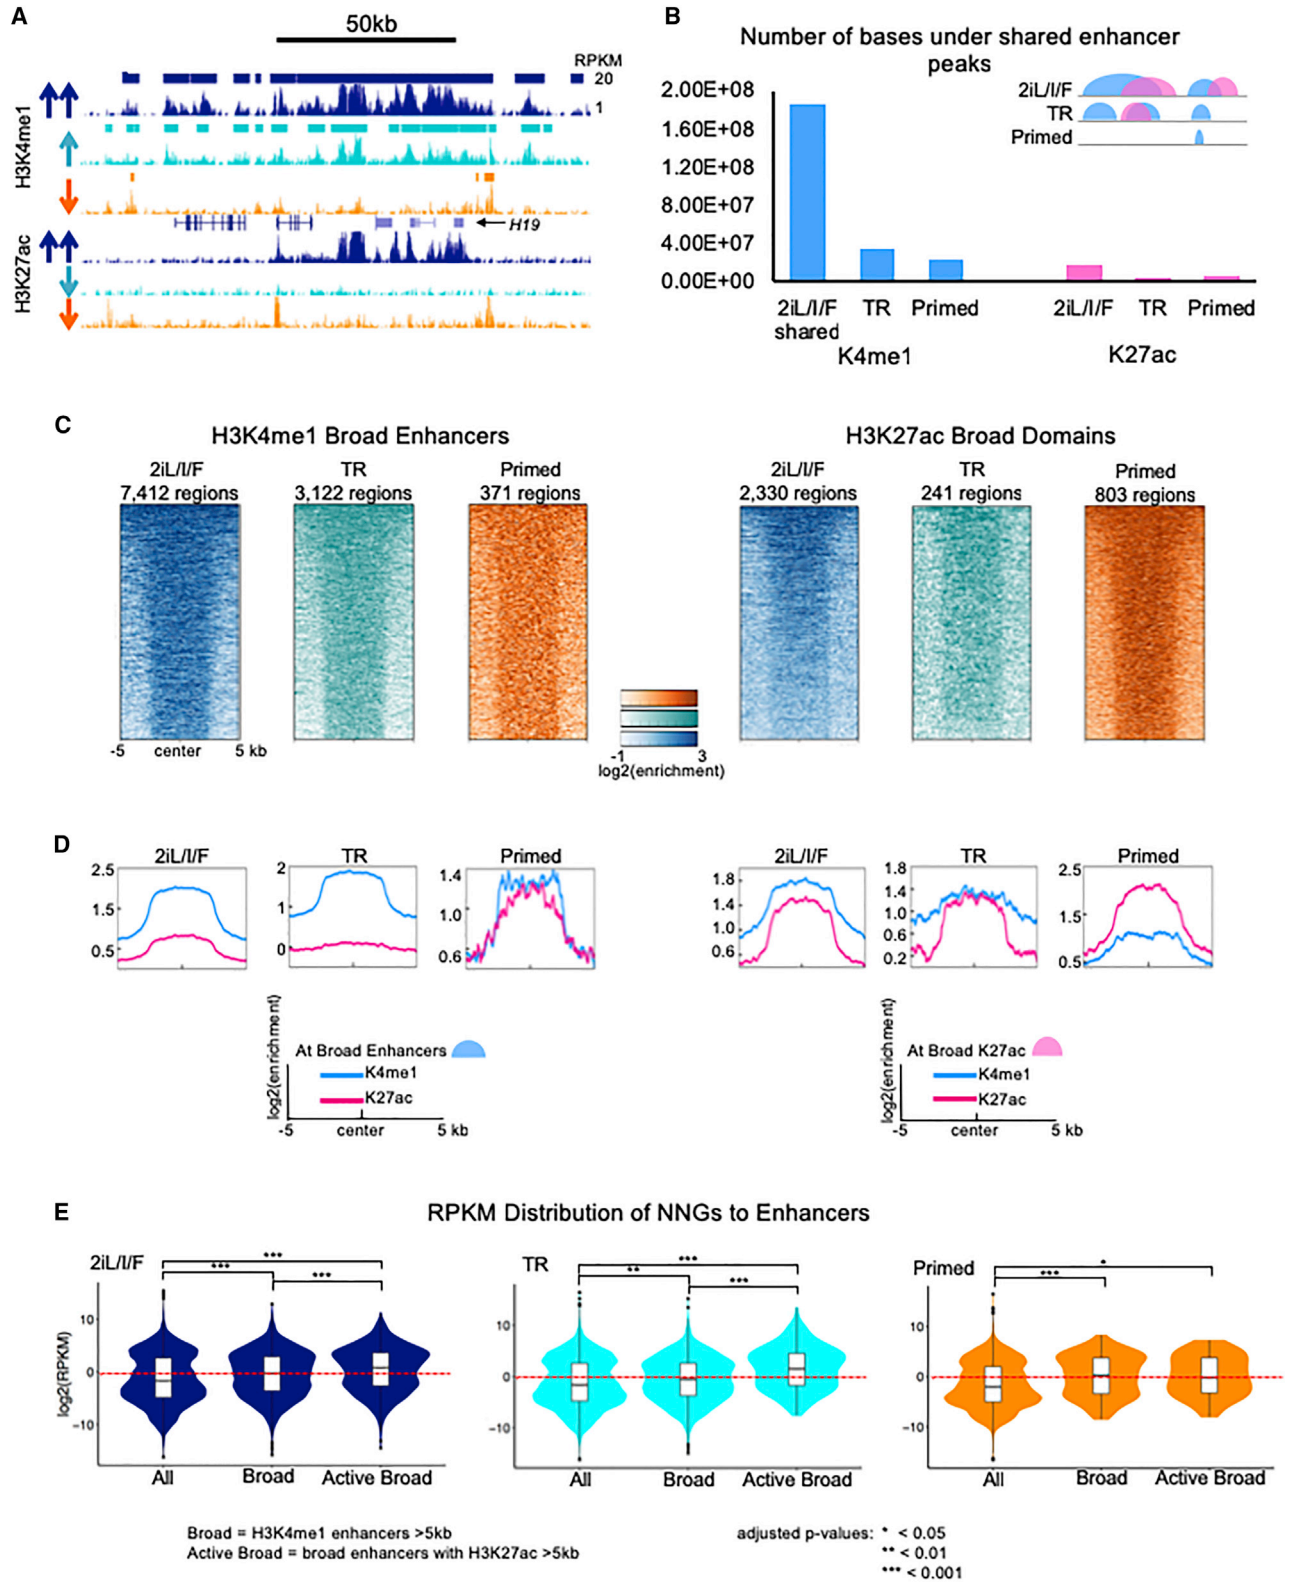 A
50kb
RPKM
20
1
H3K4me1
H19
H3K27ac
B
Number of bases under shared enhancer
peaks
2.00E+08
1.60E+08
1.20E+08
8.00E+07
4.00E+07
0.00E+00
2iL/I/F
TR
Primed
2iL/I/F
shared
TR
Primed
2iL/I/F
TR
Primed
K4me1
K27ac
C
H3K4me1 Broad Enhancers
H3K27ac Broad Domains
2iL/I/F
7,412 regions
TR
3,122 regions
Primed
371 regions
2iL/I/F
2,330 regions
TR
241 regions
Primed
803 regions
-5 center 5 kb
-1 3
log2(enrichment)
D
2iL/I/F
TR
Primed
2iL/I/F
TR
Primed
2.5
1.5
0.5
2
1
0
1.4
1.0
0.6
1.8
1.4
1.0
0.6
1.8
1.4
1.0
0.6
0.2
2.5
1.5
0.5
log2(enrichment)
At Broad Enhancers
K4me1
K27ac
-5 center 5 kb
log2(enrichment)
At Broad K27ac
K4me1
K27ac
-5 center 5 kb
E
RPKM Distribution of NNGs to Enhancers
2iL/I/F
***
***
***
log2(RPKM)
10
0
-10
All Broad Active Broad
TR
***
**
***
10
0
-10
All Broad Active Broad
Primed
*
***
10
0
-10
All Broad Active Broad
Broad = H3K4me1 enhancers >5kb
Active Broad = broad enhancers with H3K27ac >5kb
adjusted p-values: * < 0.05
** < 0.01
*** < 0.001